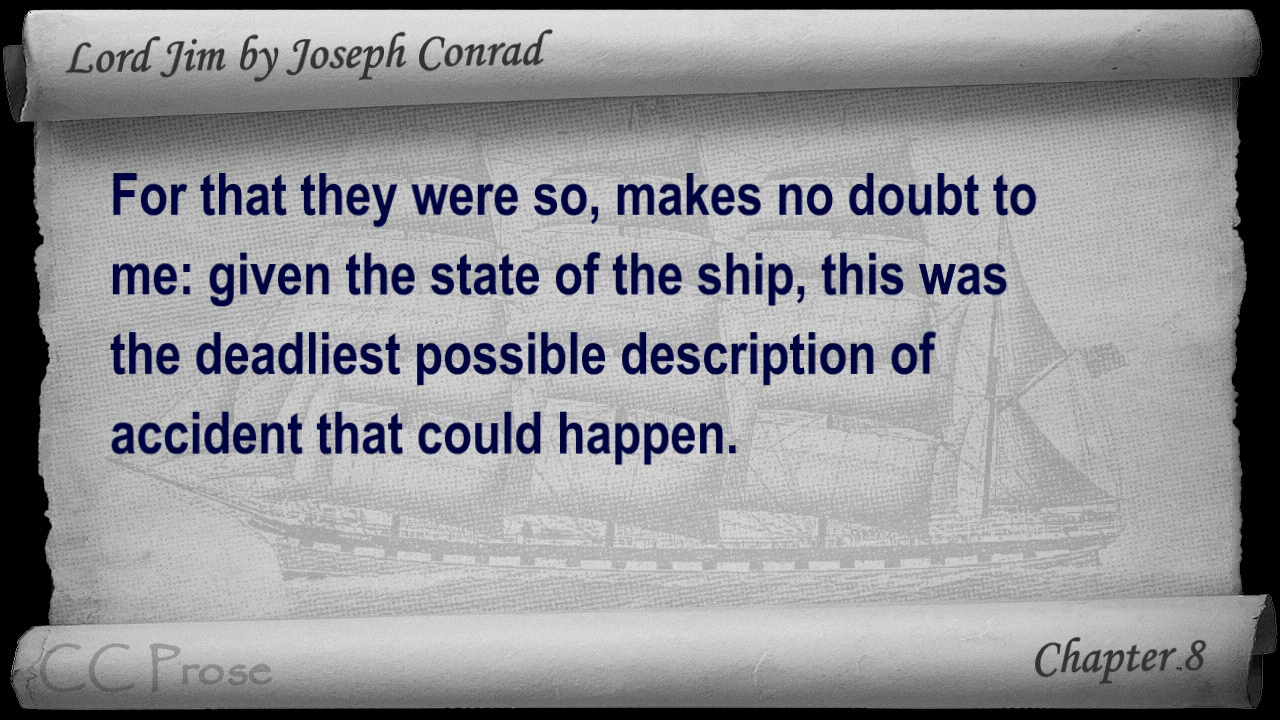 Lord Jim by Joseph Conrad
For that they were so, makes no doubt to
me: given the state of the ship, this was
the deadliest possible description of
accident that could happen.
CC Prose
Chapter 8